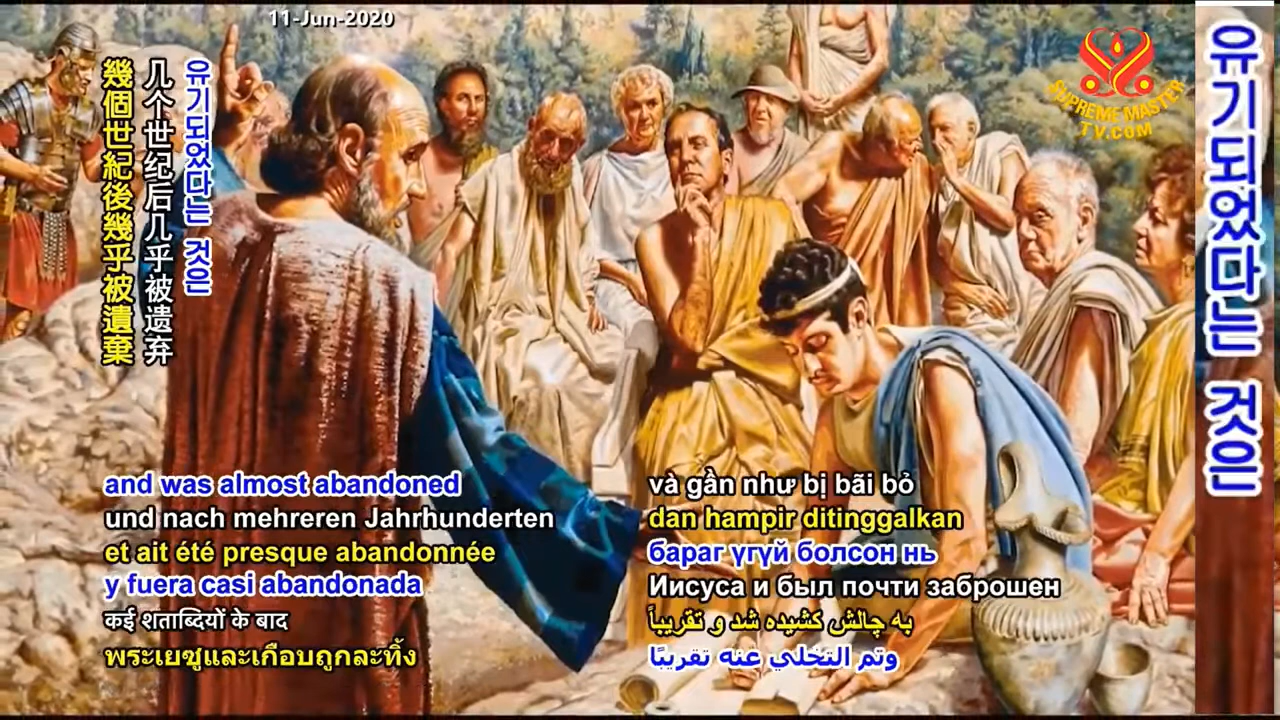 11-Jun-2020
SUPREME MASTER
TV.COM
유기되었다는 것은
几个世纪后几乎被遗弃
幾個世紀後幾乎被遺棄
유기되었다는 것은
and was almost abandoned
und nach mehreren Jahrhunderten
et ait été presque abandonnée
y fuera casi abandonada
कई शताब्दियों के बाद
พระเยซูและเกือบถูกละทิ้ง
và gần như bị bãi bỏ
dan hampir ditinggalkan
бараг үгүй болсон нь
Иисуса и был почти заброшен
به چالش کشیده شد و تقریباً
وتم التخلي عنه تقريبًا